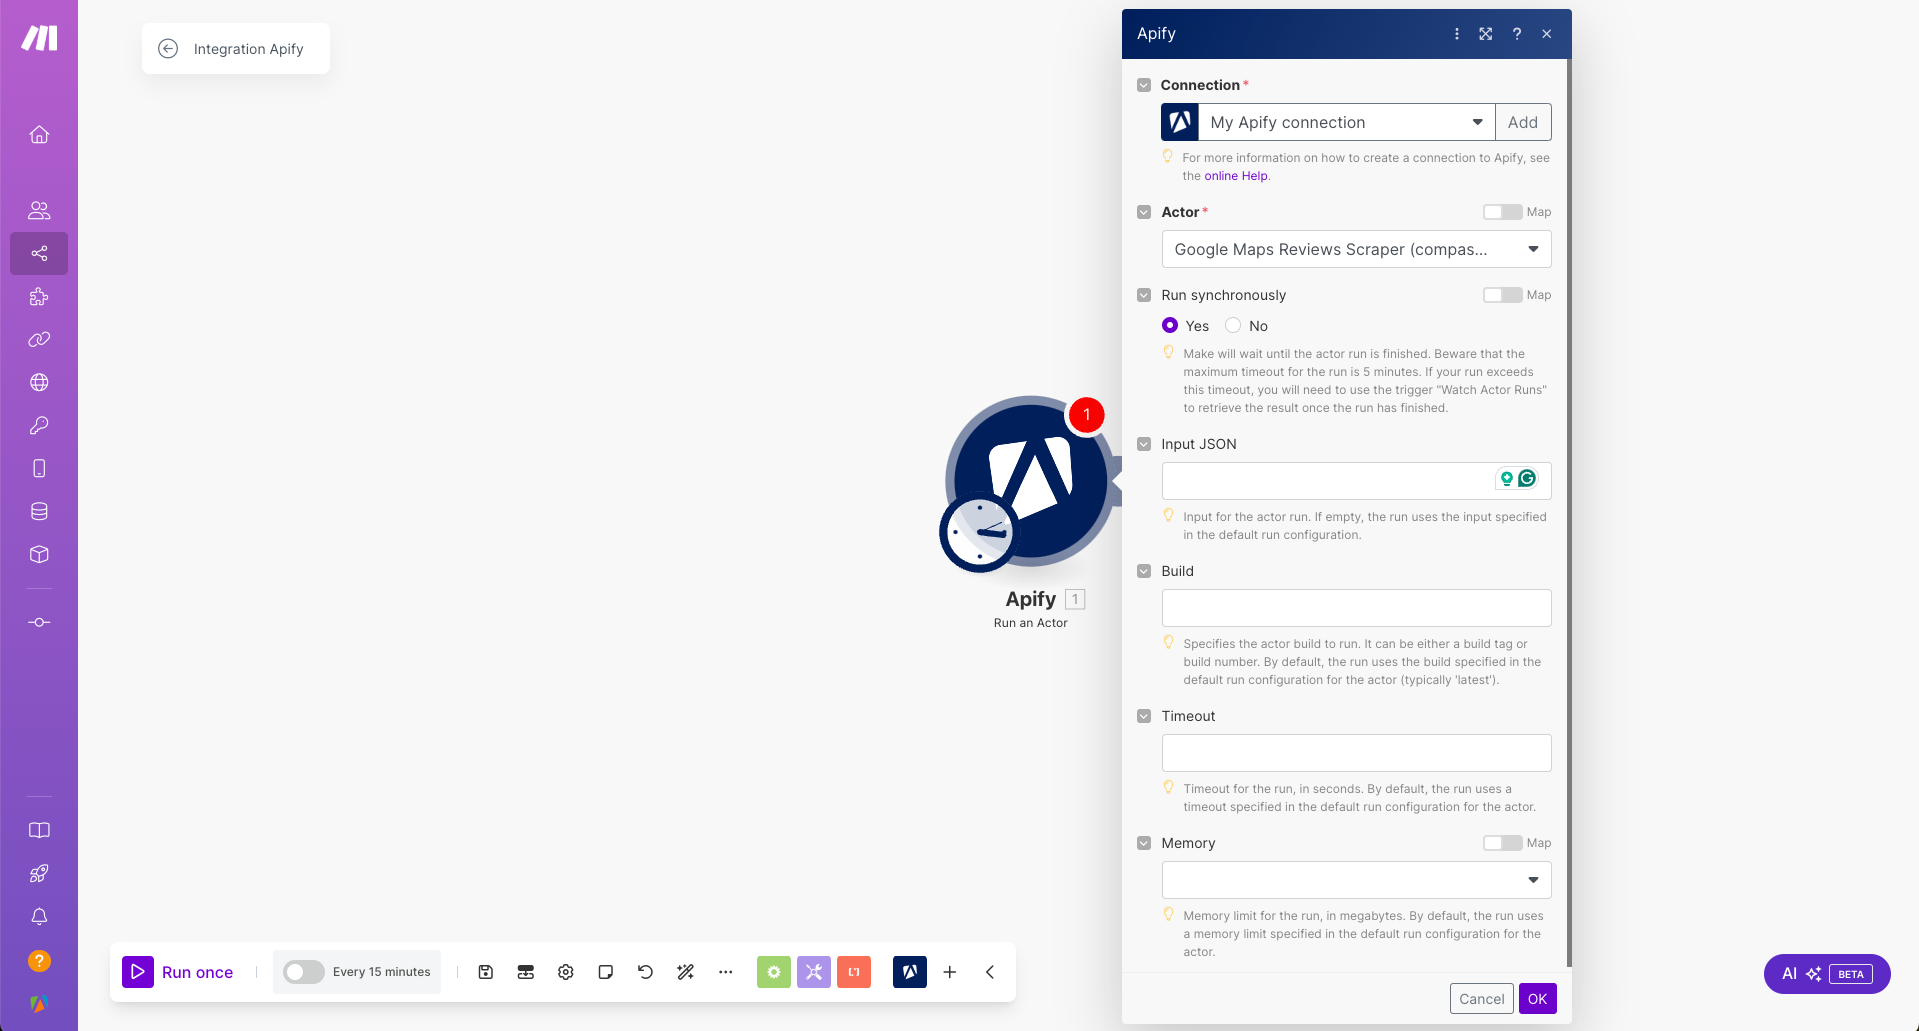 Integration Apify
Apify
?
Connection *
My Apify connection
Add
For more information on how to create a connection to Apify, see
the online Help.
Actor *
Map
Google Maps Reviews Scraper (compas...
Run synchronously
Map
Yes
No
Make will wait until the actor run is finished. Beware that the
maximum timeout for the run is 5 minutes. If your run exceeds
this timeout, you will need to use the trigger "Watch Actor Runs"
to retrieve the result once the run has finished.
Input JSON
Input for the actor run. If empty, the run uses the input specified
in the default run configuration.
Build
Specifies the actor build to run. It can be either a build tag or
build number. By default, the run uses the build specified in the
default run configuration for the actor (typically 'latest').
Timeout
Timeout for the run, in seconds. By default, the run uses a
timeout specified in the default run configuration for the actor.
Memory
Map
Memory limit for the run, in megabytes. By default, the run uses
a memory limit specified in the default run configuration for the
actor.
Cancel
OK
1
Apify 1
Run an Actor
?
Run once
Every 15 minutes
AI
BETA